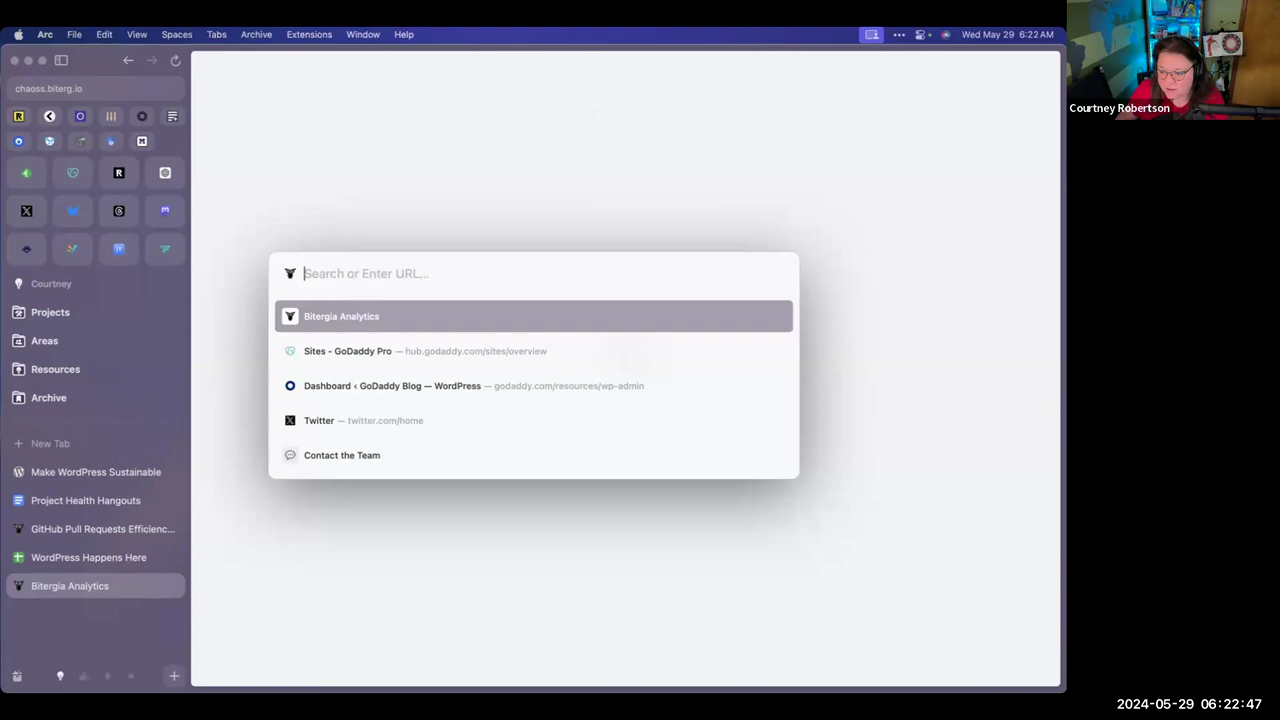 Arc File Edit View Spaces Tabs Archive Extensions Window Help
Wed May 29 6:22 AM
chaoss.biterg.io
Courtney
Projects
Areas
Resources
Archive
New Tab
Make WordPress Sustainable
Project Health Hangouts
GitHub Pull Requests Efficienc...
WordPress Happens Here
Bitergia Analytics
Search or Enter URL...
Bitergia Analytics
Sites - GoDaddy Pro — hub.godaddy.com/sites/overview
Dashboard ‹ GoDaddy Blog — WordPress — godaddy.com/resources/wp-admin
Twitter — twitter.com/home
Contact the Team
Courtney Robertson
2024-05-29 06:22:47